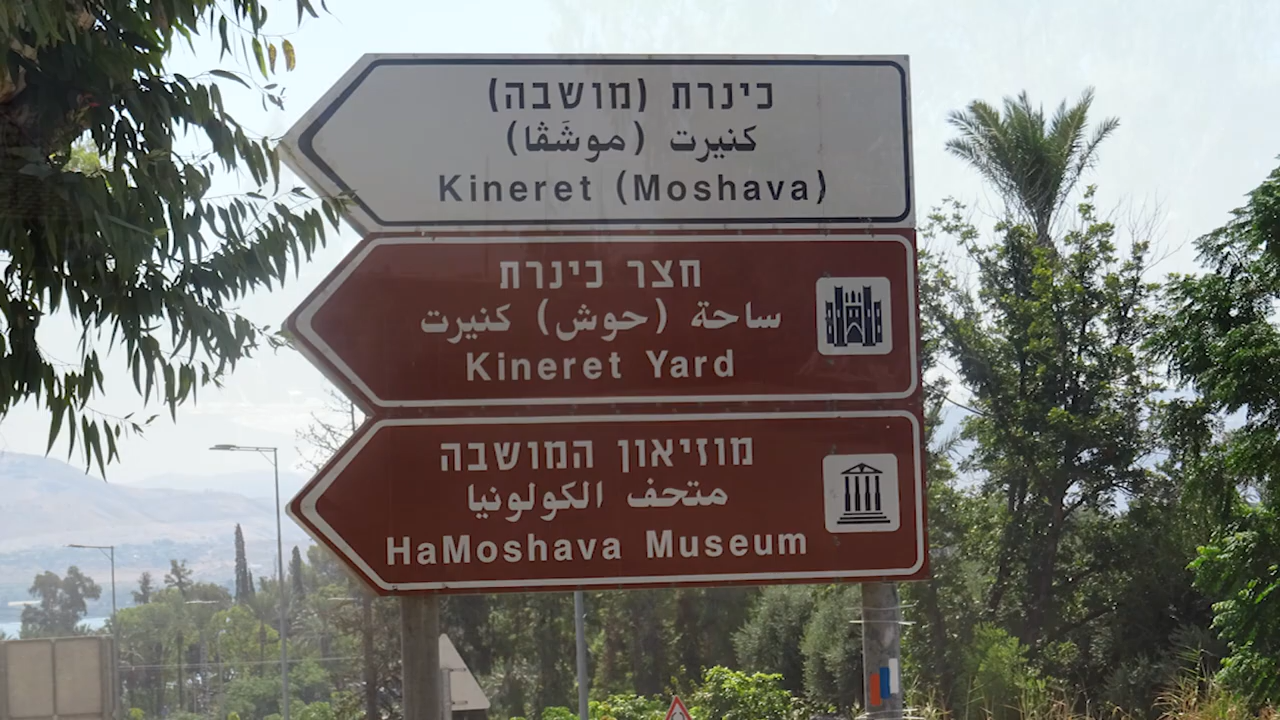 כינרת (מושבה)
كنيرت (موشَڤا)
Kineret (Moshava)
חצר כינרת
ساحة (حوش) كنيرت
Kineret Yard
מוזיאון המושבה
متحف الكولونيا
HaMoshava Museum